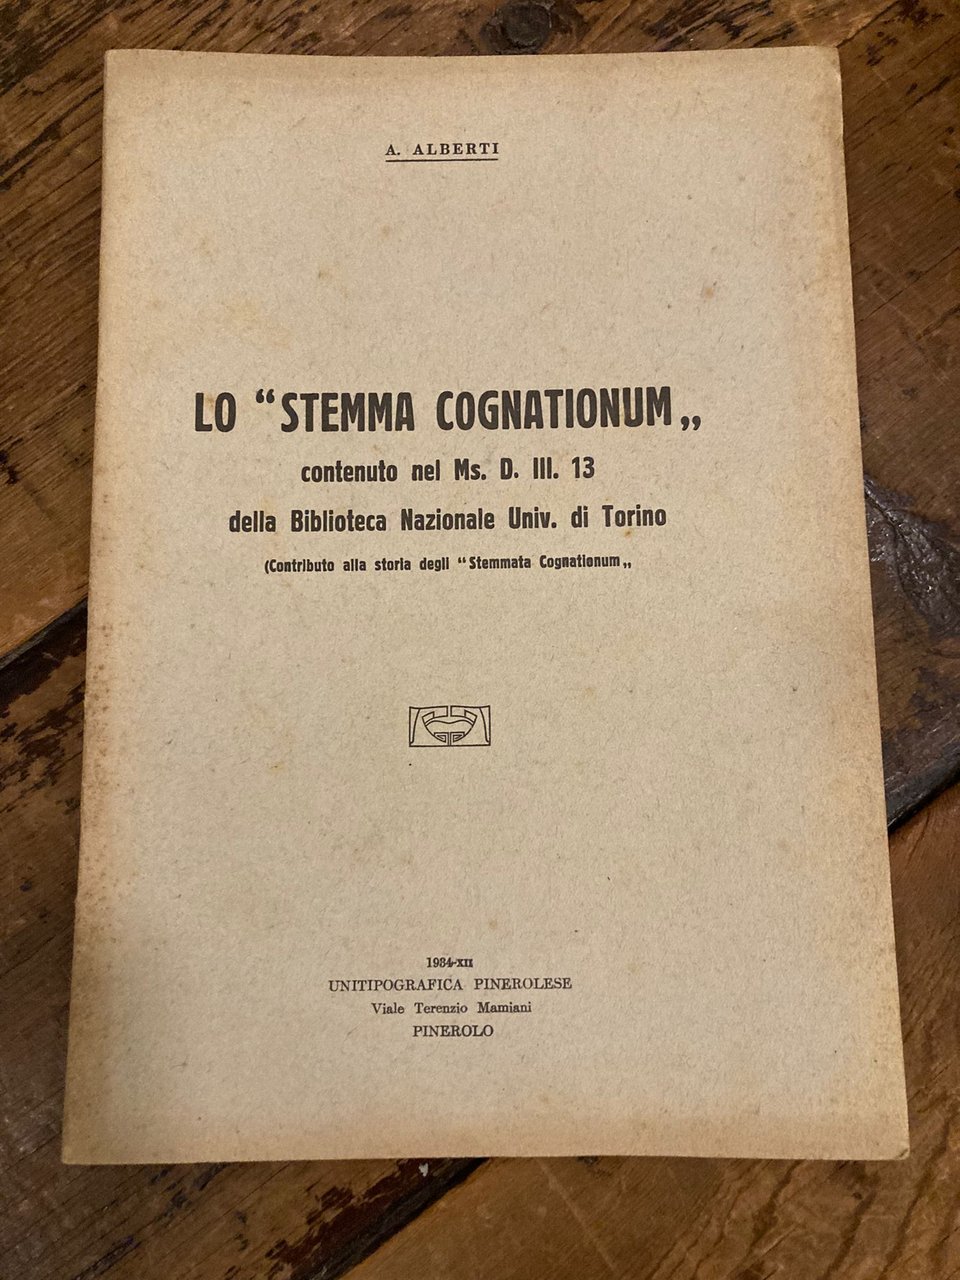 A. ALBERTI
LO “STEMMA COGNATIONUM„
contenuto nel Ms. D. III. 13
della Biblioteca Nazionale Univ. di Torino
(Contributo alla storia degli “Stemmata Cognationum„
1934-XII
UNITIPOGRAFICA PINEROLESE
Viale Terenzio Mamiani
PINEROLO